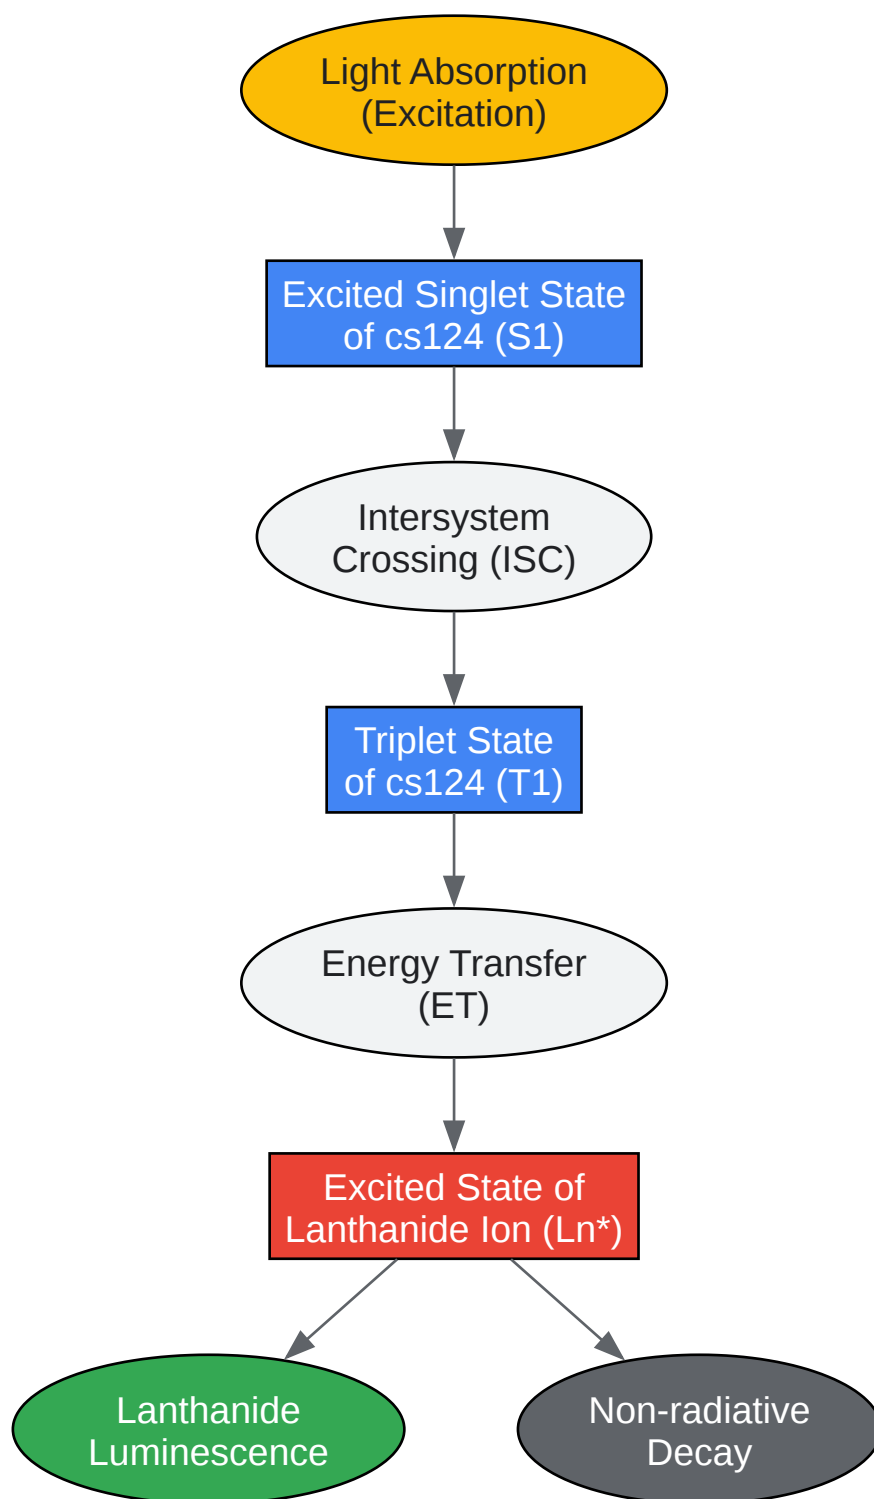 Light Absorption
(Excitation)
Excited Singlet State
of cs124 (S1)
Intersystem
Crossing (ISC)
Triplet State
of cs124 (T1)
Energy Transfer
(ET)
Excited State of
Lanthanide Ion (Ln*)
Lanthanide
Luminescence
Non-radiative
Decay